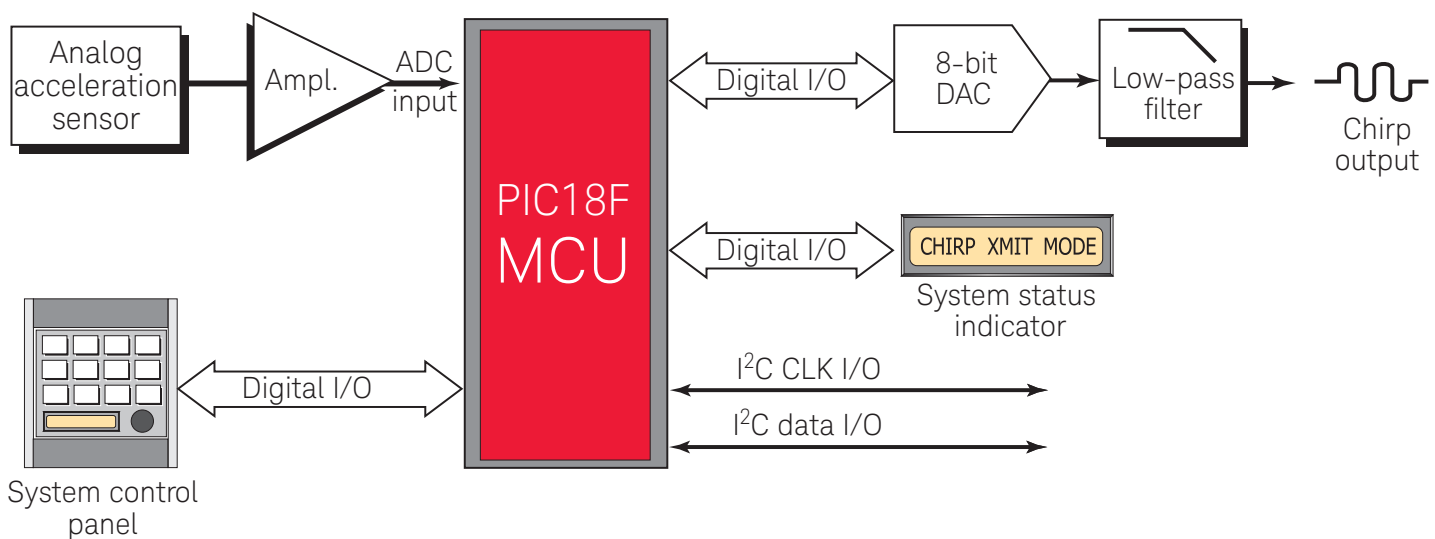 Analog
acceleration
sensor
Ampl.
ADC
input
PIC18F
MCU
Digital I/O
8-bit
DAC
Low-pass
filter
Chirp
output
Digital I/O
CHIRP XMIT MODE
System status
indicator
Digital I/O
System control
panel
I²C CLK I/O
I²C data I/O